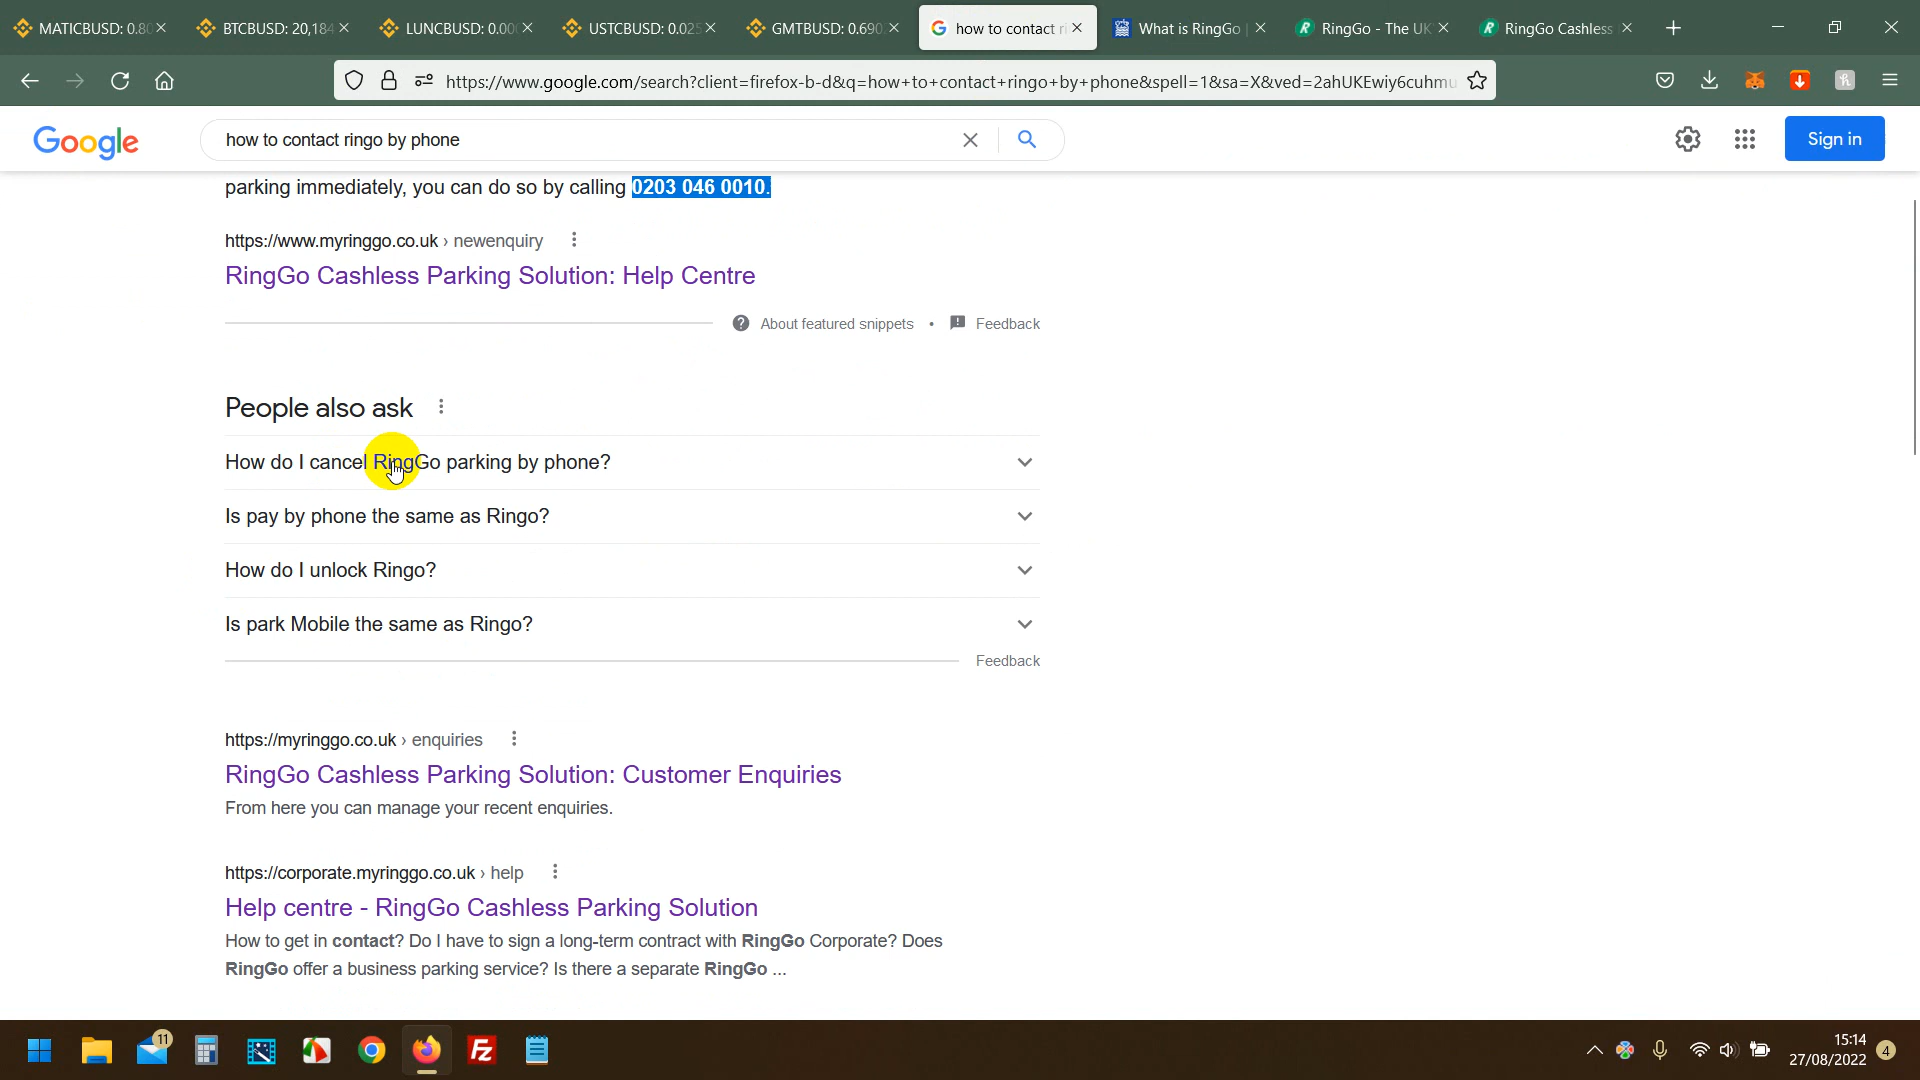 MATICBUSD: 0.80
BTCBUSD: 20,184
LUNCBUSD: 0.000
USTCBUSD: 0.025
GMTBUSD: 0.690
how to contact ri
What is RingGo |
RingGo - The UK'
RingGo Cashless
https://www.google.com/search?client=firefox-b-d&q=how+to+contact+ringo+by+phone&spell=1&sa=X&ved=2ahUKEwiy6cuhmu
Google
how to contact ringo by phone
Sign in
parking immediately, you can do so by calling 0203 046 0010.
https://www.myringgo.co.uk › newenquiry
RingGo Cashless Parking Solution: Help Centre
About featured snippets • Feedback
People also ask
How do I cancel RingGo parking by phone?
Is pay by phone the same as Ringo?
How do I unlock Ringo?
Is park Mobile the same as Ringo?
Feedback
https://myringgo.co.uk › enquiries
RingGo Cashless Parking Solution: Customer Enquiries
From here you can manage your recent enquiries.
https://corporate.myringgo.co.uk › help
Help centre - RingGo Cashless Parking Solution
How to get in contact? Do I have to sign a long-term contract with RingGo Corporate? Does
RingGo offer a business parking service? Is there a separate RingGo ...
11
Fz
15:14
27/08/2022
4